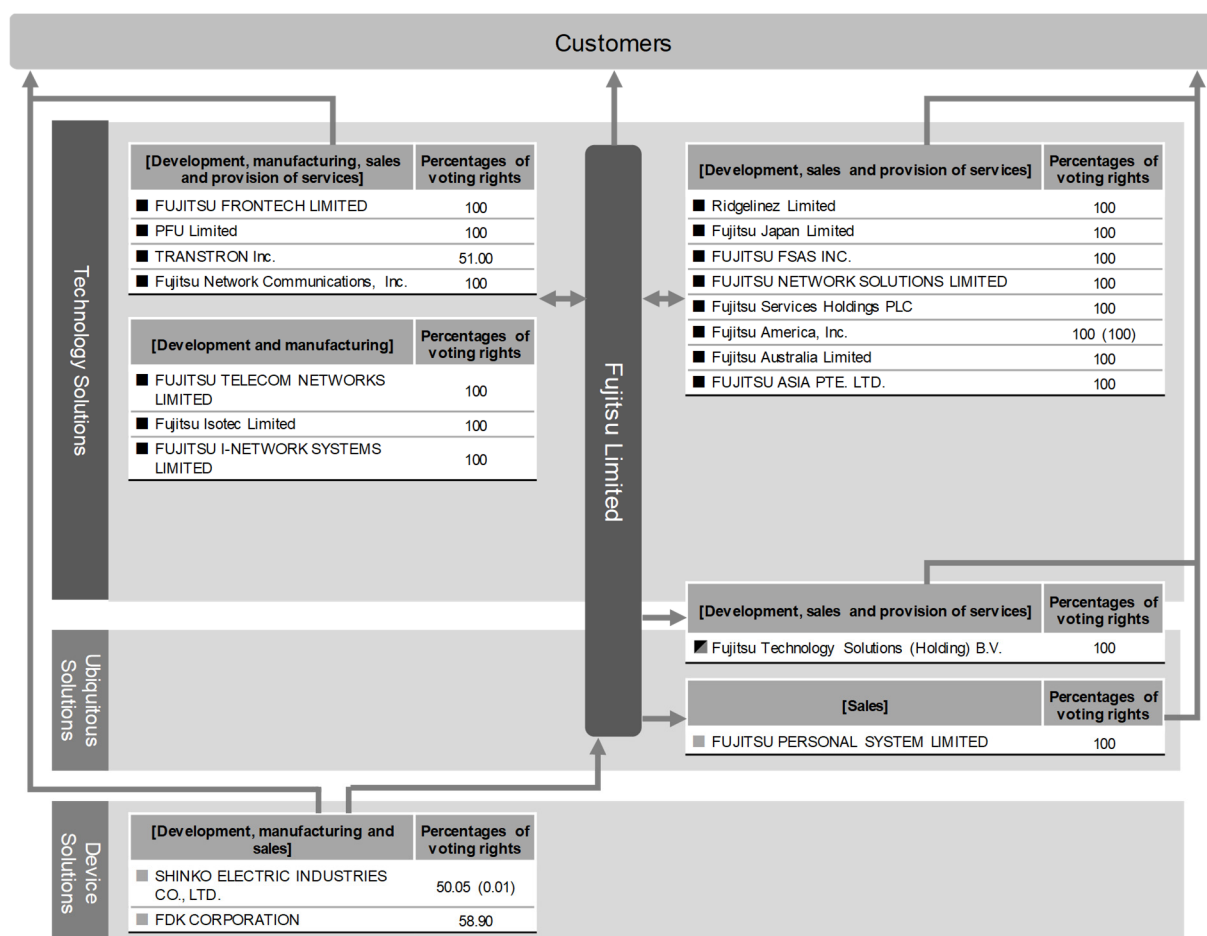 Customers
Technology Solutions
[Development, manufacturing, sales
and provision of services]
Percentages of
voting rights
FUJITSU FRONTECH LIMITED 100
PFU Limited 100
TRANSTRON Inc. 51.00
Fujitsu Network Communications, Inc. 100
[Development and manufacturing]
Percentages of
voting rights
FUJITSU TELECOM NETWORKS
LIMITED
100
Fujitsu Isotec Limited 100
FUJITSU I-NETWORK SYSTEMS
LIMITED
100
Fujitsu Limited
[Development, sales and provision of services]
Percentages of
voting rights
Ridgelinez Limited 100
Fujitsu Japan Limited 100
FUJITSU FSAS INC. 100
FUJITSU NETWORK SOLUTIONS LIMITED 100
Fujitsu Services Holdings PLC 100
Fujitsu America, Inc. 100 (100)
Fujitsu Australia Limited 100
FUJITSU ASIA PTE. LTD. 100
[Development, sales and provision of services]
Percentages of
voting rights
Fujitsu Technology Solutions (Holding) B.V. 100
Ubiquitous
Solutions
[Sales]
Percentages of
voting rights
FUJITSU PERSONAL SYSTEM LIMITED 100
Device
Solutions
[Development, manufacturing and
sales]
Percentages of
voting rights
SHINKO ELECTRIC INDUSTRIES
CO., LTD.
50.05 (0.01)
FDK CORPORATION 58.90